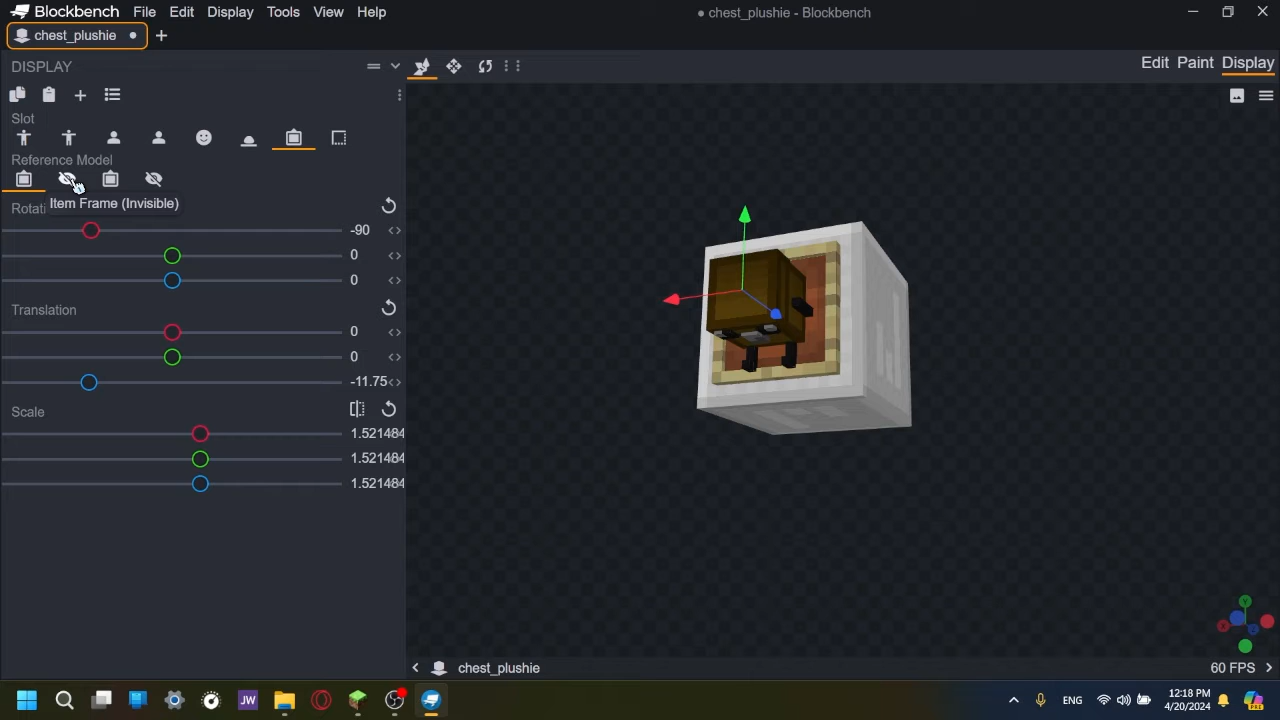 Blockbench File Edit Display Tools View Help
● chest_plushie - Blockbench
chest_plushie
DISPLAY
Edit Paint Display
Slot
Reference Model
Item Frame (Invisible)
-90
0
0
Translation
0
0
-11.75
Scale
1.521484
1.521484
1.521484
chest_plushie
60 FPS
JW
ENG
12:18 PM
4/20/2024
PRE